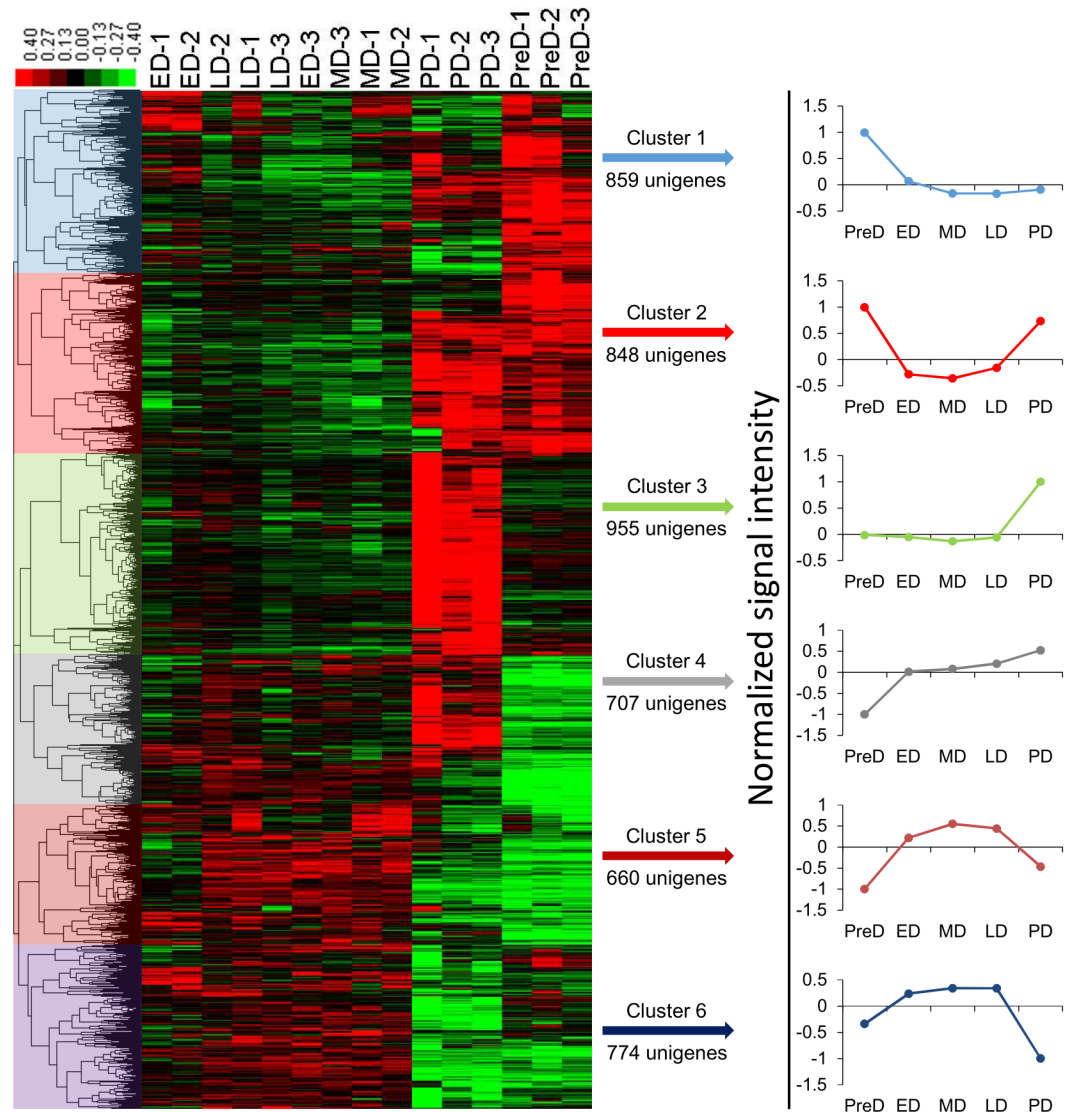 0.40
0.27
0.13
0.00
-0.13
-0.27
-0.40
ED-1
ED-2
LD-2
LD-1
LD-3
ED-3
MD-3
MD-1
MD-2
PD-1
PD-2
PD-3
PreD-1
PreD-2
PreD-3
Cluster 1
859 unigenes
Cluster 2
848 unigenes
Cluster 3
955 unigenes
Cluster 4
707 unigenes
Cluster 5
660 unigenes
Cluster 6
774 unigenes
Normalized signal intensity
1.5
1
0.5
0
-0.5
PreD ED MD LD PD
1.5
1
0.5
0
-0.5
PreD ED MD LD PD
1.5
1
0.5
0
-0.5
PreD ED MD LD PD
1
0.5
0
-0.5
-1
-1.5
PreD ED MD LD PD
1
0.5
0
-0.5
-1
-1.5
PreD ED MD LD PD
0.5
0
-0.5
-1
-1.5
PreD ED MD LD PD